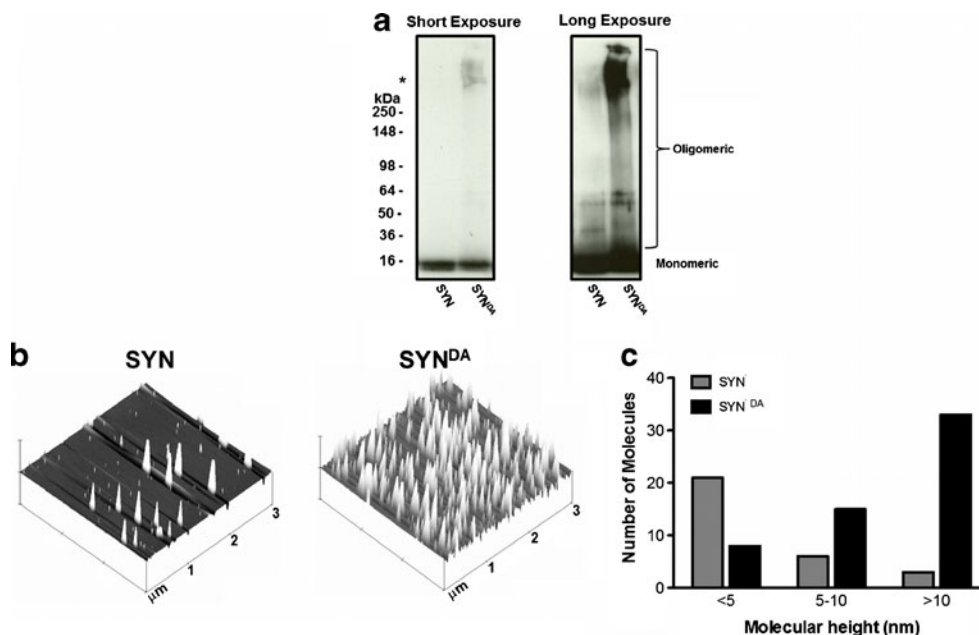 a
Short Exposure
Long Exposure
*
kDa
250 -
148 -
98 -
64 -
50 -
36 -
16 -
Oligomeric
Monomeric
SYN
SYNDA
SYN
SYNDA
b
SYN
SYNDA
1
2
3
μm
1
2
3
μm
c
SYN
SYN DA
Number of Molecules
40
30
20
10
0
<5
5-10
>10
Molecular height (nm)